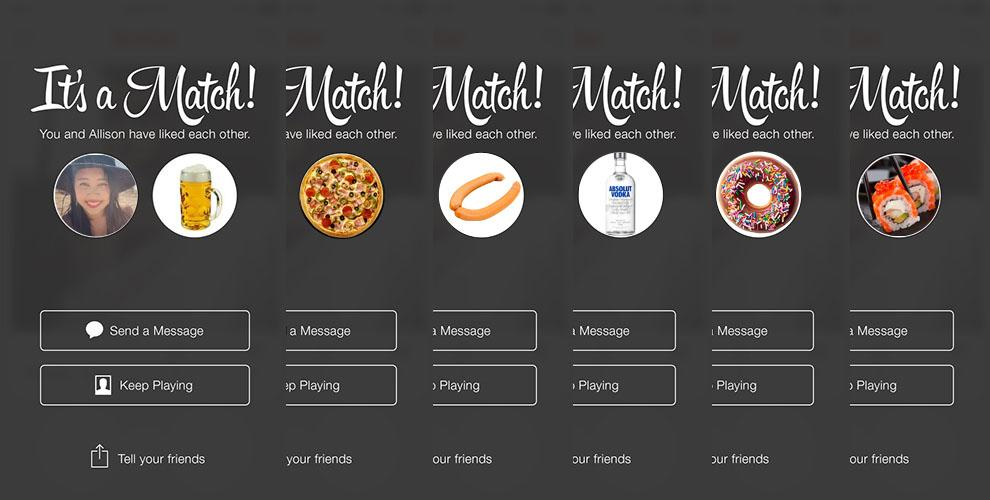 It's a Match!
You and Allison have liked each other.
Send a Message
Keep Playing
Tell your friends
Match!
ave liked each other.
a Message
ep Playing
your friends
Match!
ve liked each other.
a Message
p Playing
our friends
Match!
ve liked each other.
ABSOLUT
VODKA
a Message
p Playing
our friends
Match!
ve liked each other.
a Message
Playing
our friends
Match!
ve liked each other.
a Message
p Playing
our friends